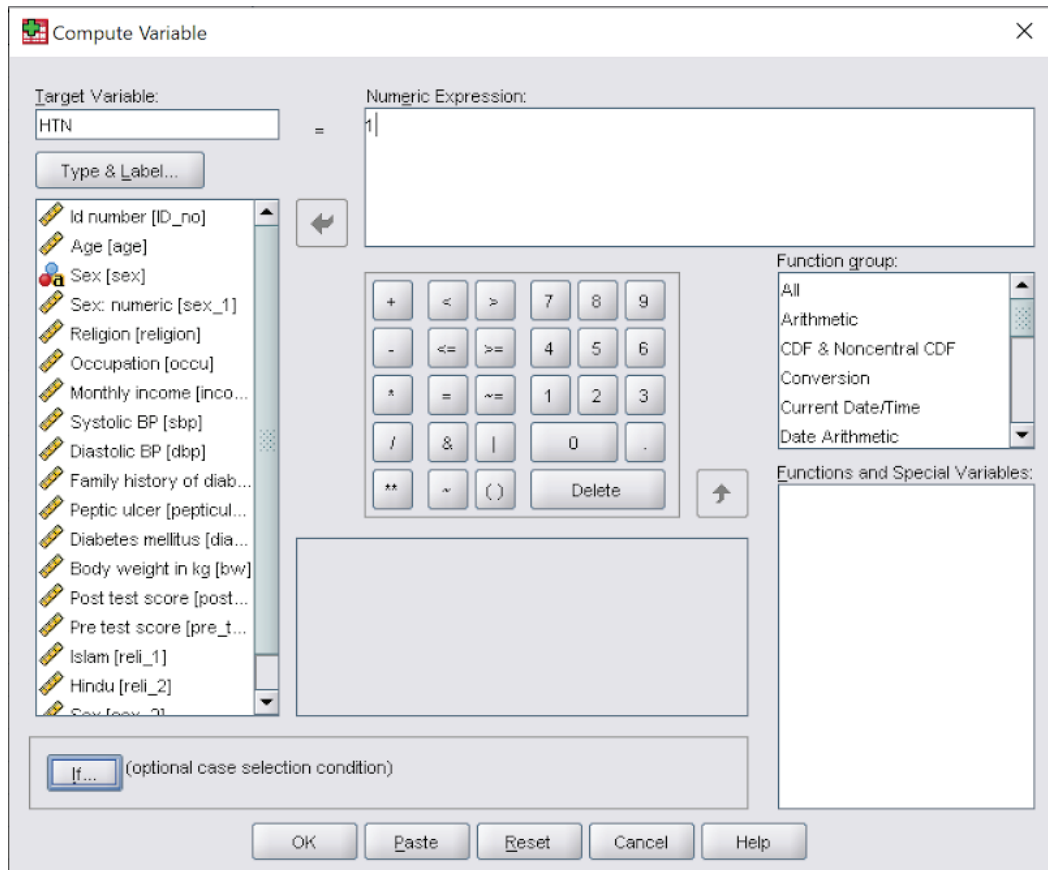 Compute Variable
Target Variable:
HTN
=
Numeric Expression:
1
Type & Label...
Id number [ID_no]
Age [age]
Sex [sex]
Sex: numeric [sex_1]
Religion [religion]
Occupation [occu]
Monthly income [inco...
Systolic BP [sbp]
Diastolic BP [dbp]
Family history of diab...
Peptic ulcer [pepticul...
Diabetes mellitus [dia...
Body weight in kg [bw]
Post test score [post...
Pre test score [pre_t...
Islam [reli_1]
Hindu [reli_2]
+ < > 7 8 9
- <= >= 4 5 6
* = ~= 1 2 3
/ & | 0 .
** ~ ( ) Delete
Function group:
All
Arithmetic
CDF & Noncentral CDF
Conversion
Current Date/Time
Date Arithmetic
Functions and Special Variables:
If... (optional case selection condition)
OK Paste Reset Cancel Help